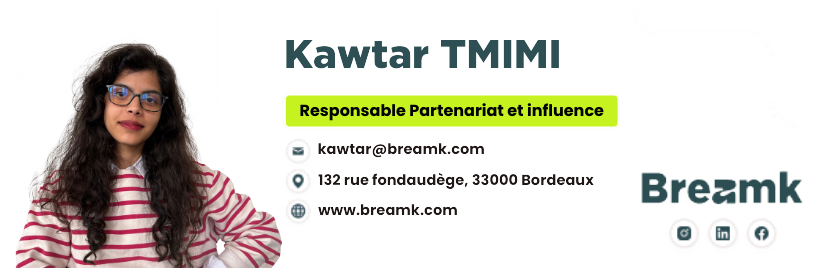 Kawtar TMIMI
Responsable Partenariat et influence
kawtar@breamk.com
132 rue fondaudège, 33000 Bordeaux
www.breamk.com
Breamk